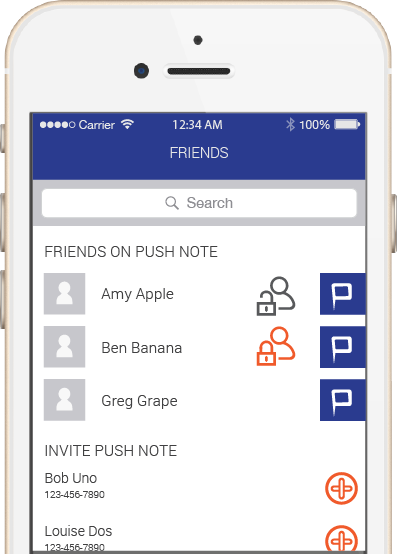 Carrier 12:34 AM 100%
FRIENDS
Search
FRIENDS ON PUSH NOTE
Amy Apple
Ben Banana
Greg Grape
INVITE PUSH NOTE
Bob Uno
123-456-7890
Louise Dos
123-456-7890